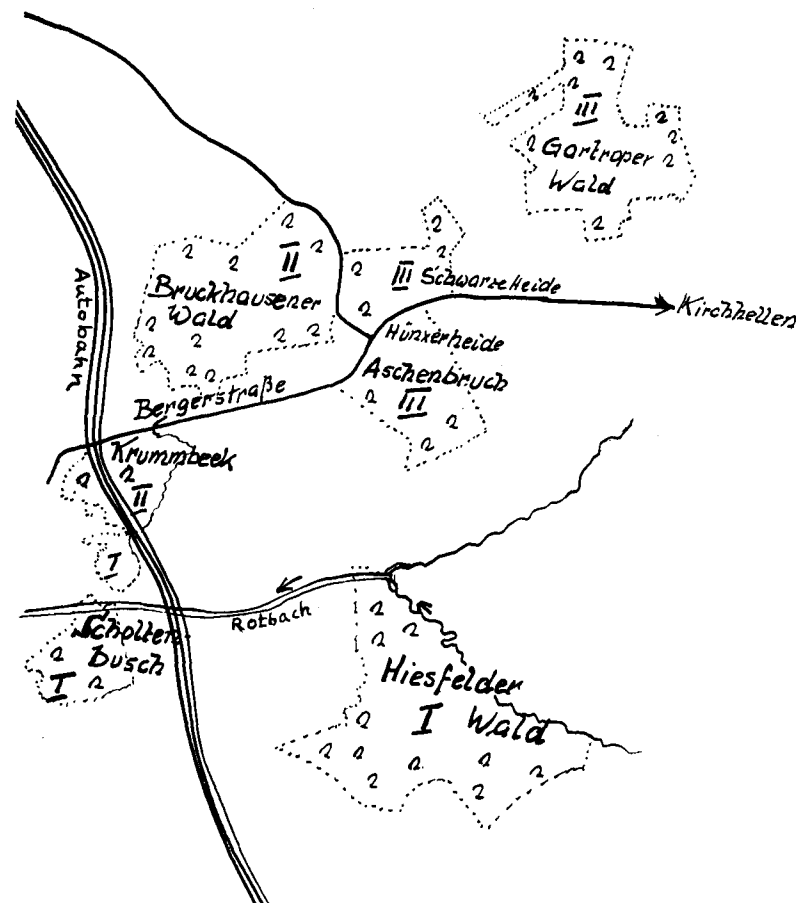 III
Gartroper
Wald
II
Bruckhausener
Wald
III Schwarze Heide
Kirchhellen
Hünxerheide
Aschenbruch
III
Autobahn
Bergerstraße
Krummbeek
II
I
Rotbach
Scholten
Busch
I
Hiesfelder
I Wald